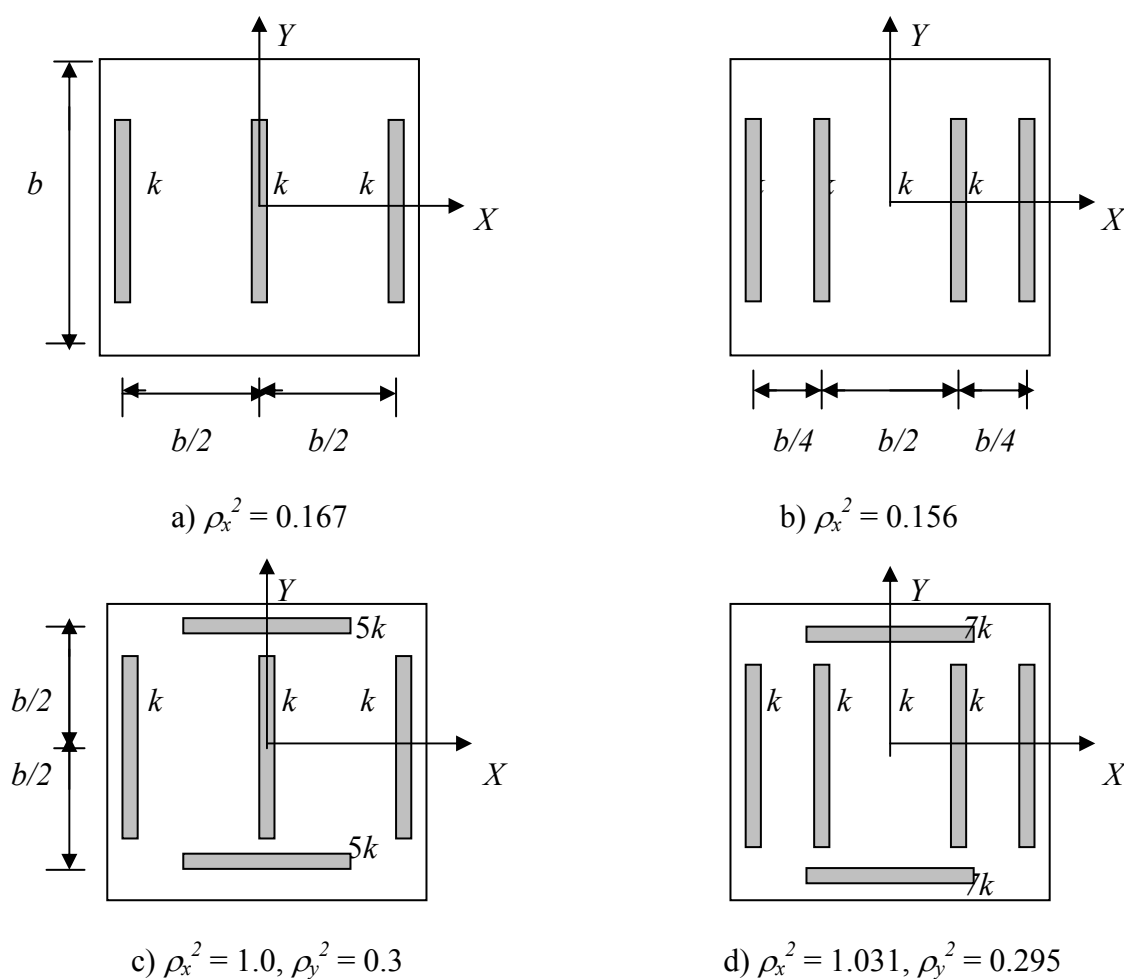 Y
b
k
k
k
X
b/2
b/2
a) ρx² = 0.167
Y
k
k
X
b/4
b/2
b/4
b) ρx² = 0.156
Y
5k
b/2
k
k
k
b/2
X
5k
c) ρx² = 1.0, ρy² = 0.3
Y
7k
k
k
k
k
X
7k
d) ρx² = 1.031, ρy² = 0.295